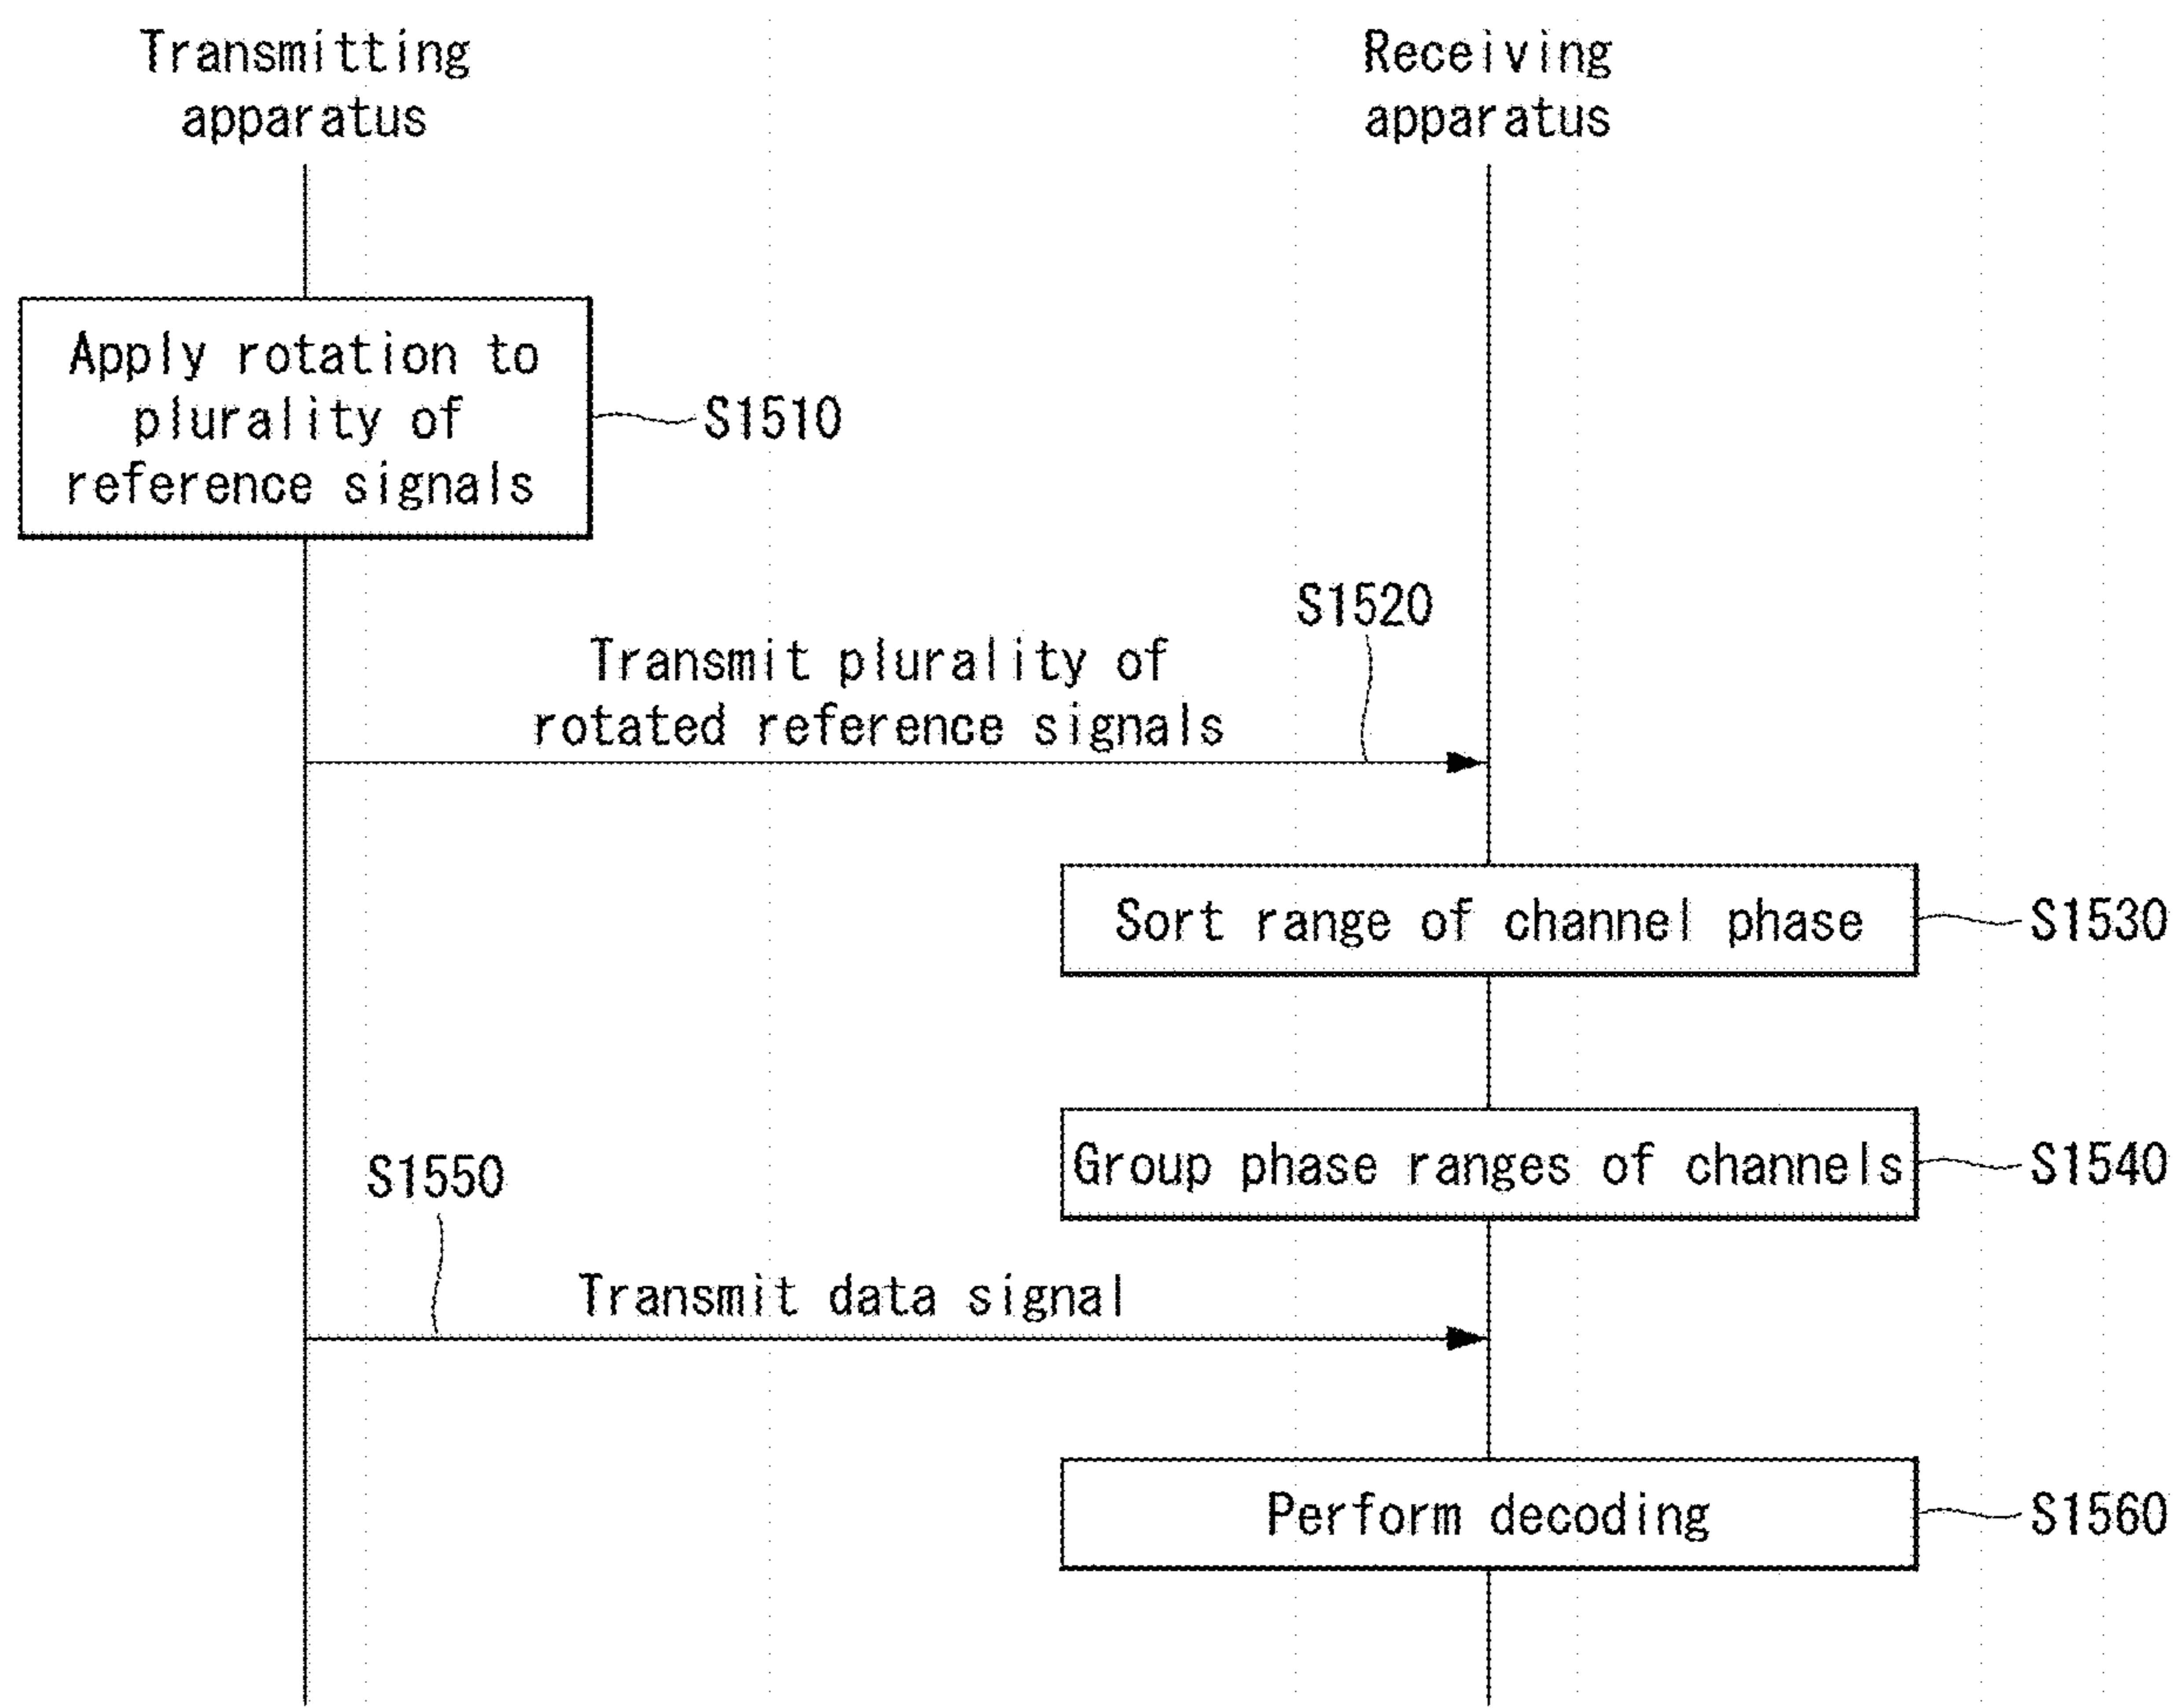 Transmitting
apparatus
Receiving
apparatus
Apply rotation to
plurality of
reference signals
S1510
S1520
Transmit plurality of
rotated reference signals
Sort range of channel phase
S1530
Group phase ranges of channels
S1540
S1550
Transmit data signal
Perform decoding
S1560